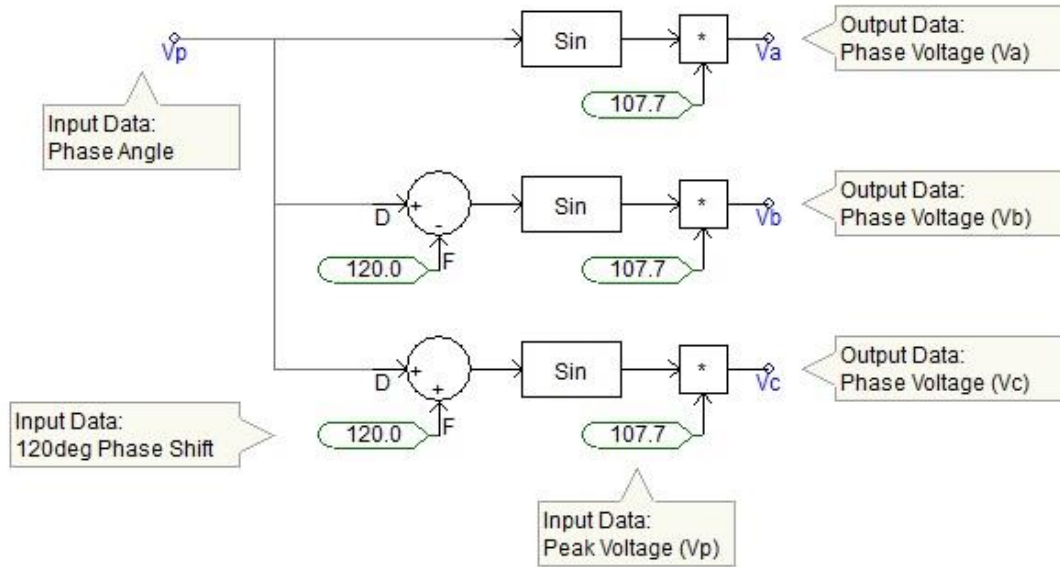 Vp
Input Data:
Phase Angle
Sin
*
107.7
Va
Output Data:
Phase Voltage (Va)
D
+
-
F
120.0
Sin
*
107.7
Vb
Output Data:
Phase Voltage (Vb)
D
+
+
F
120.0
Sin
*
107.7
Vc
Output Data:
Phase Voltage (Vc)
Input Data:
120deg Phase Shift
Input Data:
Peak Voltage (Vp)